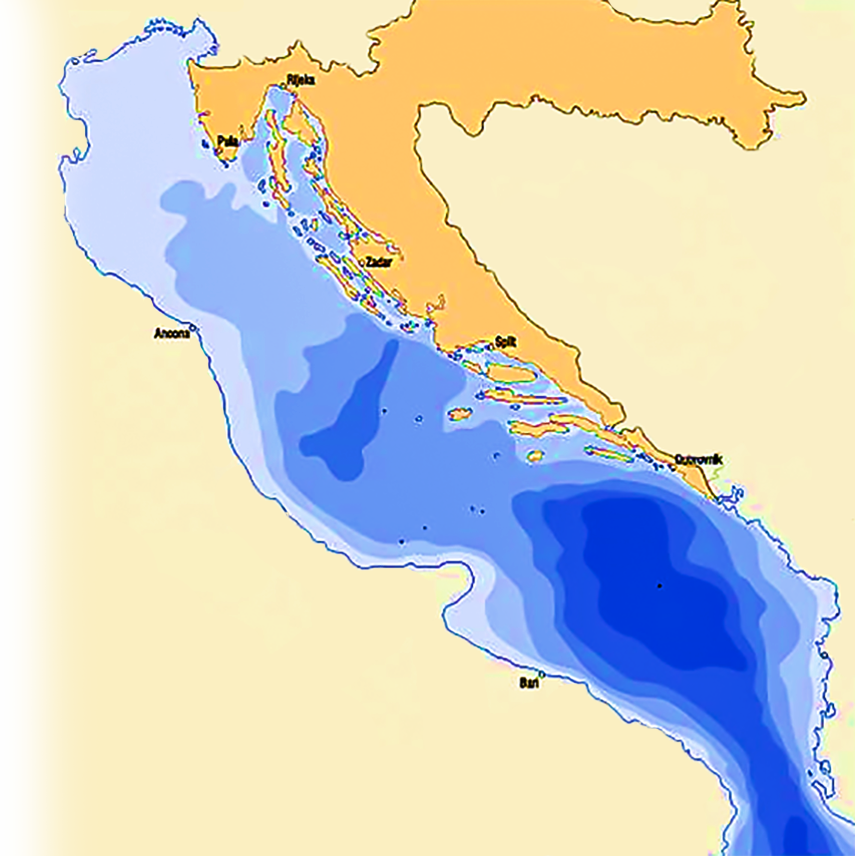 Rijeka
Pula
Zadar
Ancona
Split
Dubrovnik
Bari